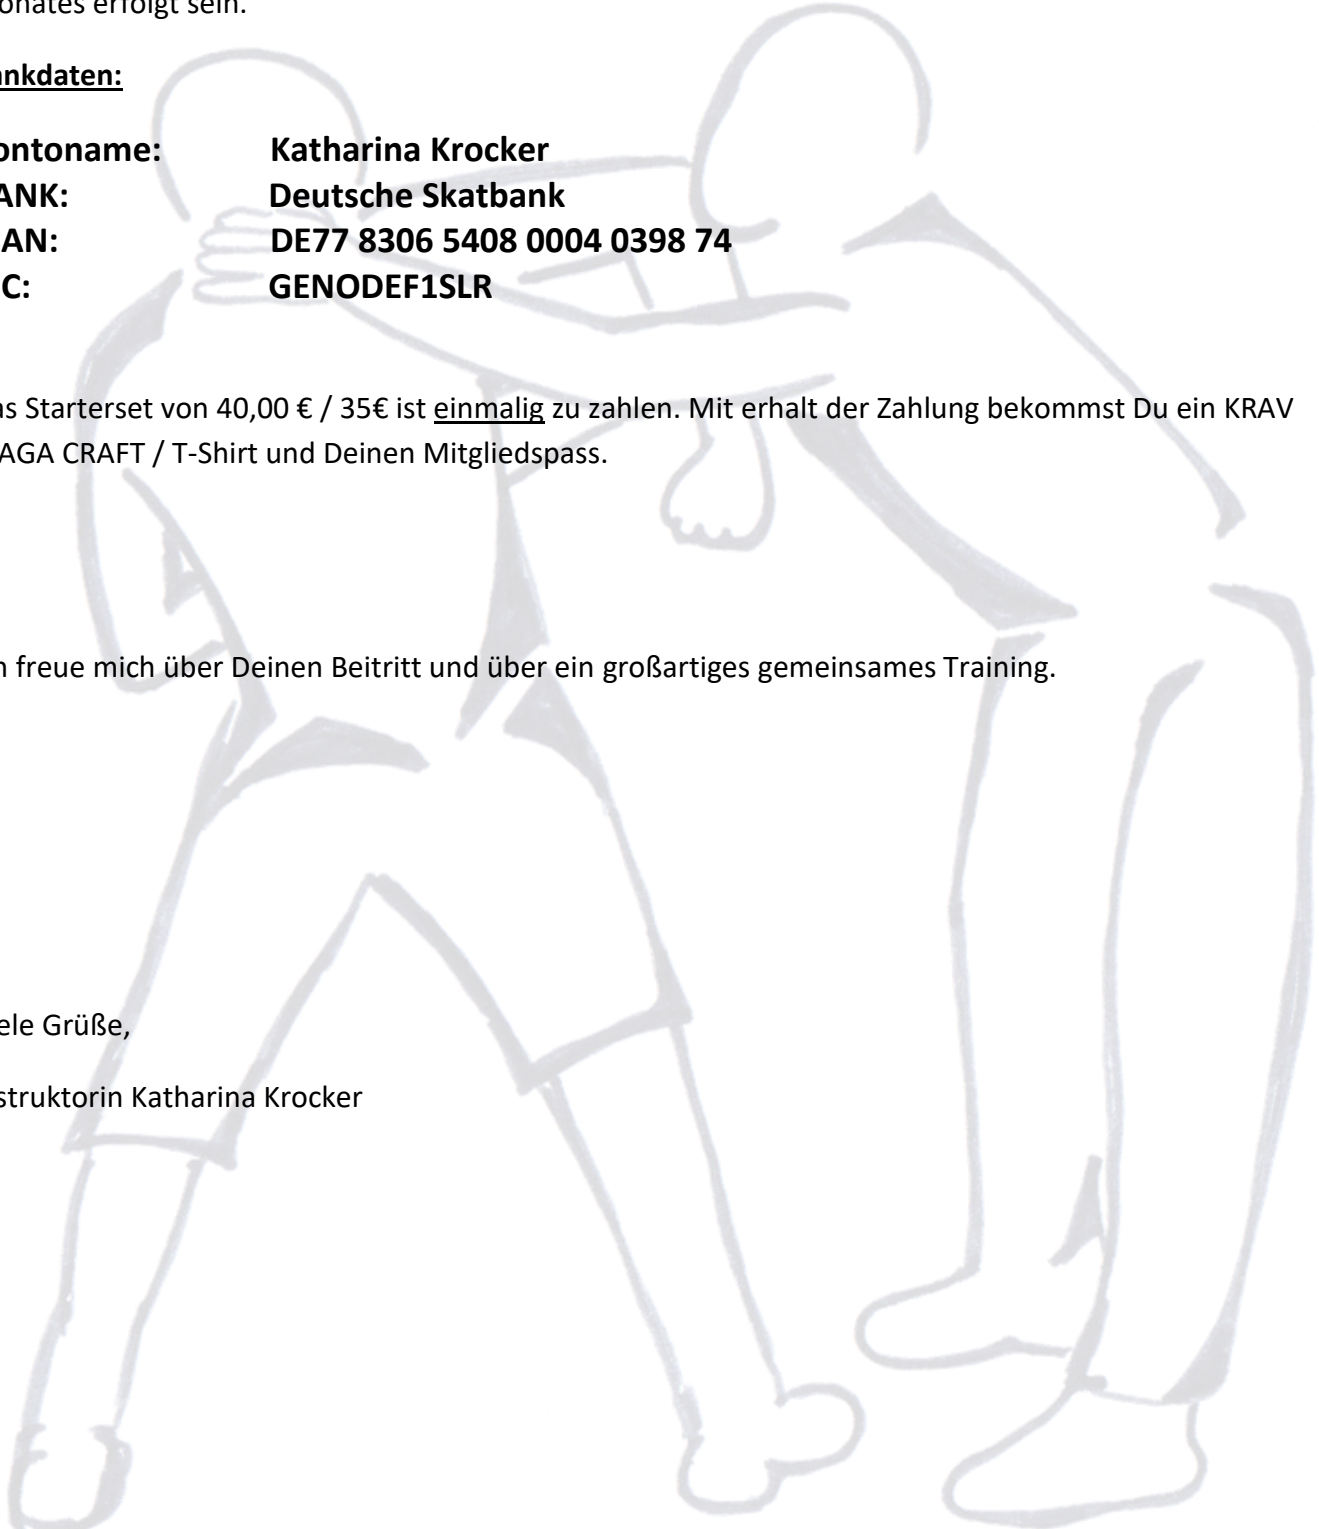 onates erfolgt sein.
ankdaten:
ontoname: Katharina Krocker
ANK: Deutsche Skatbank
AN: DE77 8306 5408 0004 0398 74
C: GENODEF1SLR
as Starterset von 40,00 € / 35€ ist einmalig zu zahlen. Mit erhalt der Zahlung bekommst Du ein KRAV
AGA CRAFT / T-Shirt und Deinen Mitgliedspass.
h freue mich über Deinen Beitritt und über ein großartiges gemeinsames Training.
ele Grüße,
struktorin Katharina Krocker